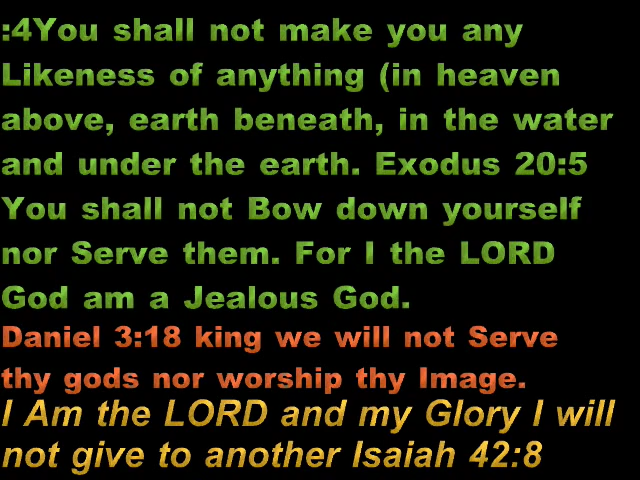 :4You shall not make you any
Likeness of anything (in heaven
above, earth beneath, in the water
and under the earth. Exodus 20:5
You shall not Bow down yourself
nor Serve them. For I the LORD
God am a Jealous God.
Daniel 3:18 king we will not Serve
thy gods nor worship thy Image.
I Am the LORD and my Glory I will
not give to another Isaiah 42:8